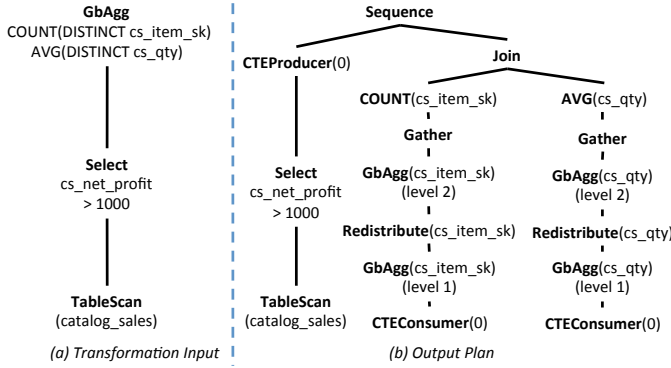 GbAgg
COUNT(DISTINCT cs_item_sk)
AVG(DISTINCT cs_qty)
Select
cs_net_profit
> 1000
TableScan
(catalog_sales)
(a) Transformation Input
Sequence
CTEProducer(0)
Join
Select
cs_net_profit
> 1000
TableScan
(catalog_sales)
COUNT(cs_item_sk)
Gather
GbAgg(cs_item_sk)
(level 2)
Redistribute(cs_item_sk)
GbAgg(cs_item_sk)
(level 1)
CTEConsumer(0)
AVG(cs_qty)
Gather
GbAgg(cs_qty)
(level 2)
Redistribute(cs_qty)
GbAgg(cs_qty)
(level 1)
CTEConsumer(0)
(b) Output Plan